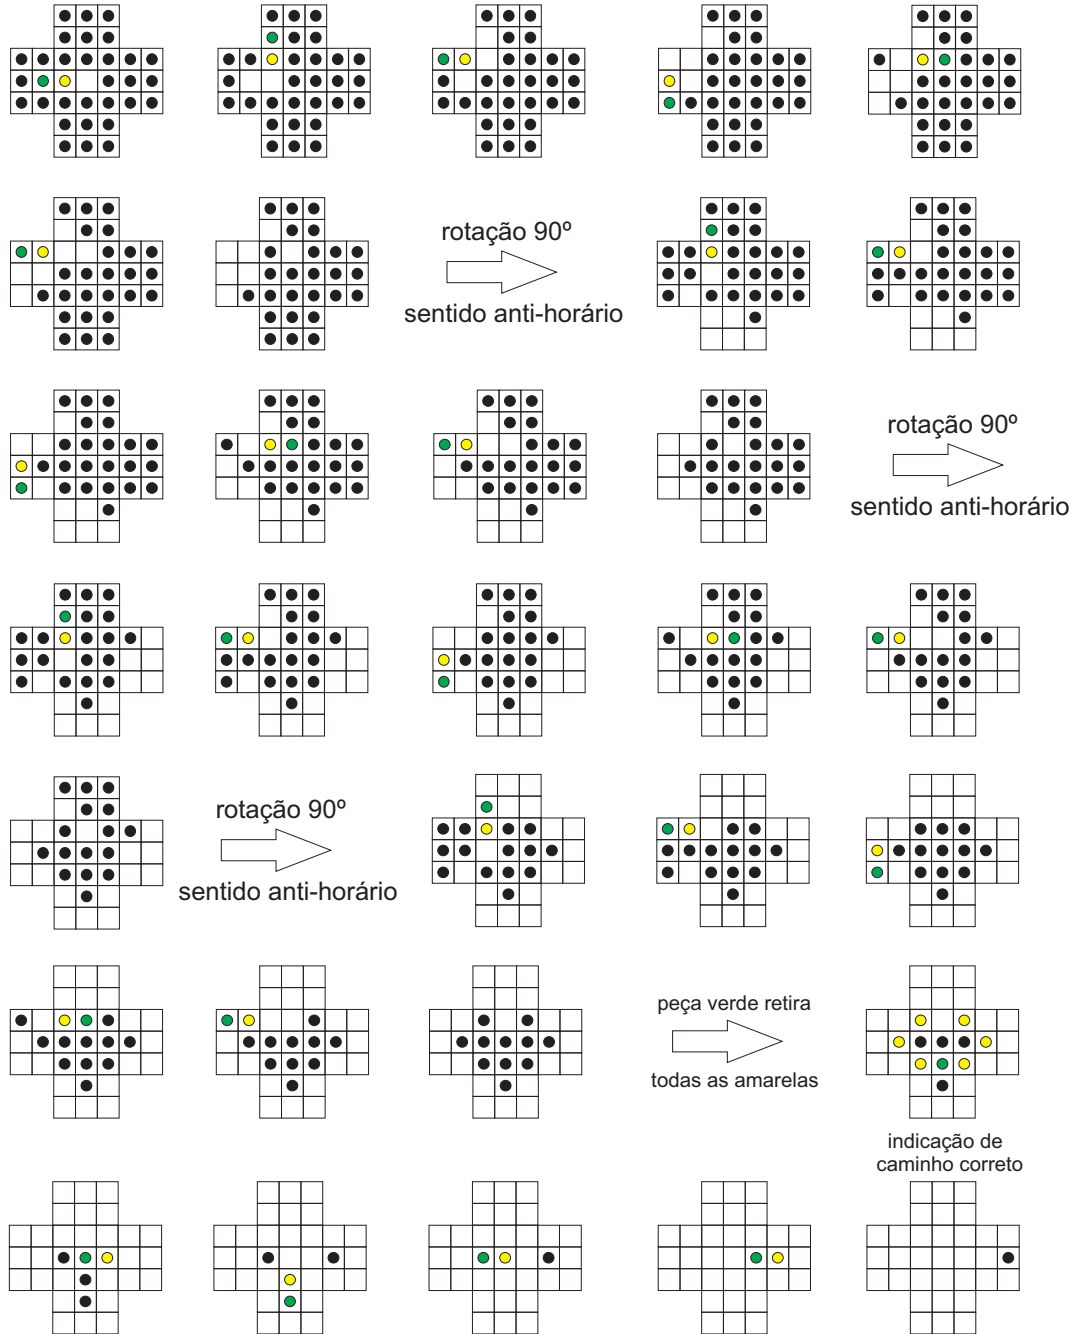 rotação 90º
sentido anti-horário
rotação 90º
sentido anti-horário
rotação 90º
sentido anti-horário
peça verde retira
todas as amarelas
indicação de
caminho correto